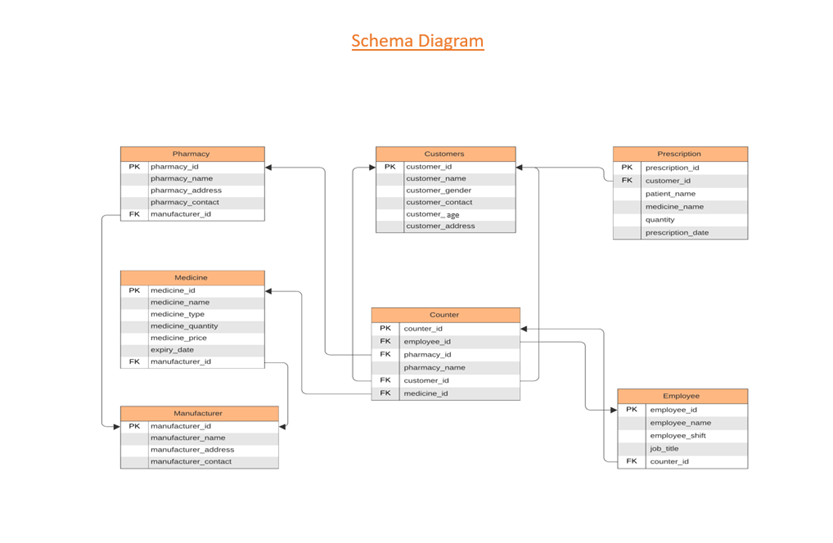 Schema Diagram
Pharmacy
PK pharmacy_id
pharmacy_name
pharmacy_address
pharmacy_contact
FK manufacturer_id
Customers
PK customer_id
customer_name
customer_gender
customer_contact
customer_ age
customer_address
Prescription
PK prescription_id
FK customer_id
patient_name
medicine_name
quantity
prescription_date
Medicine
PK medicine_id
medicine_name
medicine_type
medicine_quantity
medicine_price
expiry_date
FK manufacturer_id
Counter
PK counter_id
FK employee_id
FK pharmacy_id
pharmacy_name
FK customer_id
FK medicine_id
Manufacturer
PK manufacturer_id
manufacturer_name
manufacturer_address
manufacturer_contact
Employee
PK employee_id
employee_name
employee_shift
job_title
FK counter_id